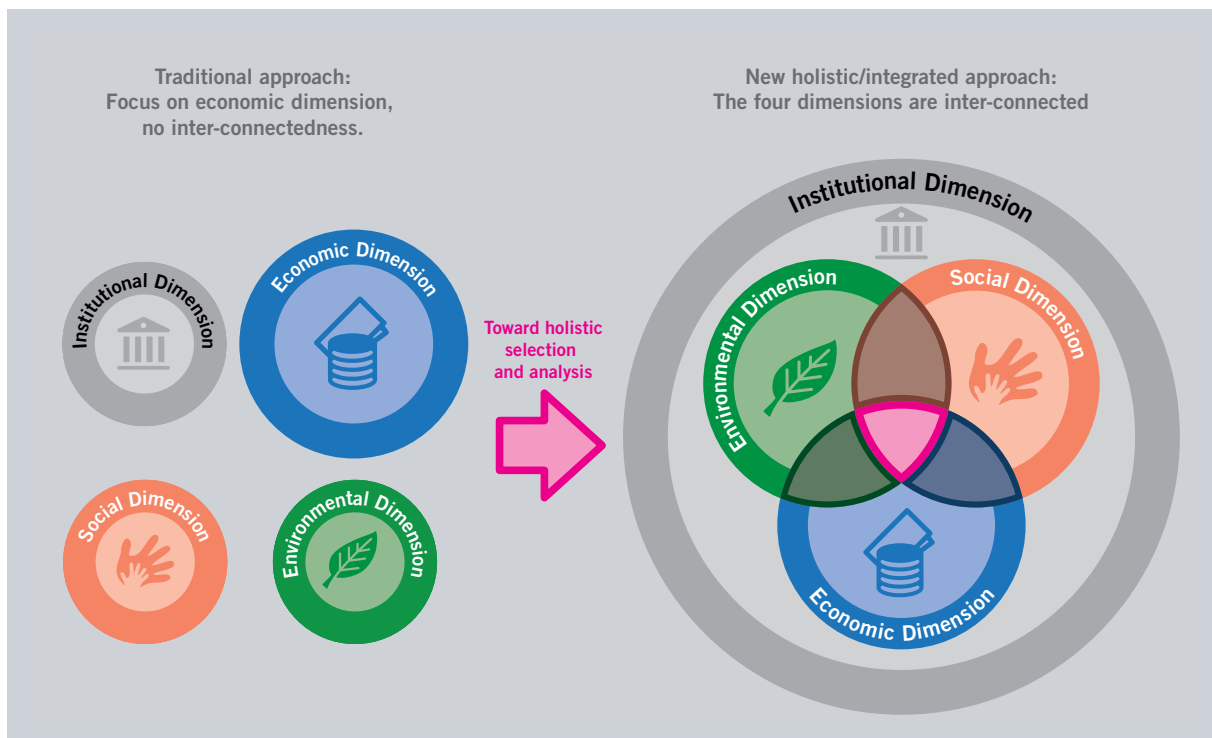 Traditional approach:
Focus on economic dimension,
no inter-connectedness.
Institutional Dimension
Economic Dimension
Social Dimension
Environmental Dimension
Toward holistic
selection
and analysis
New holistic/integrated approach:
The four dimensions are inter-connected
Institutional Dimension
Environmental Dimension
Social Dimension
Economic Dimension